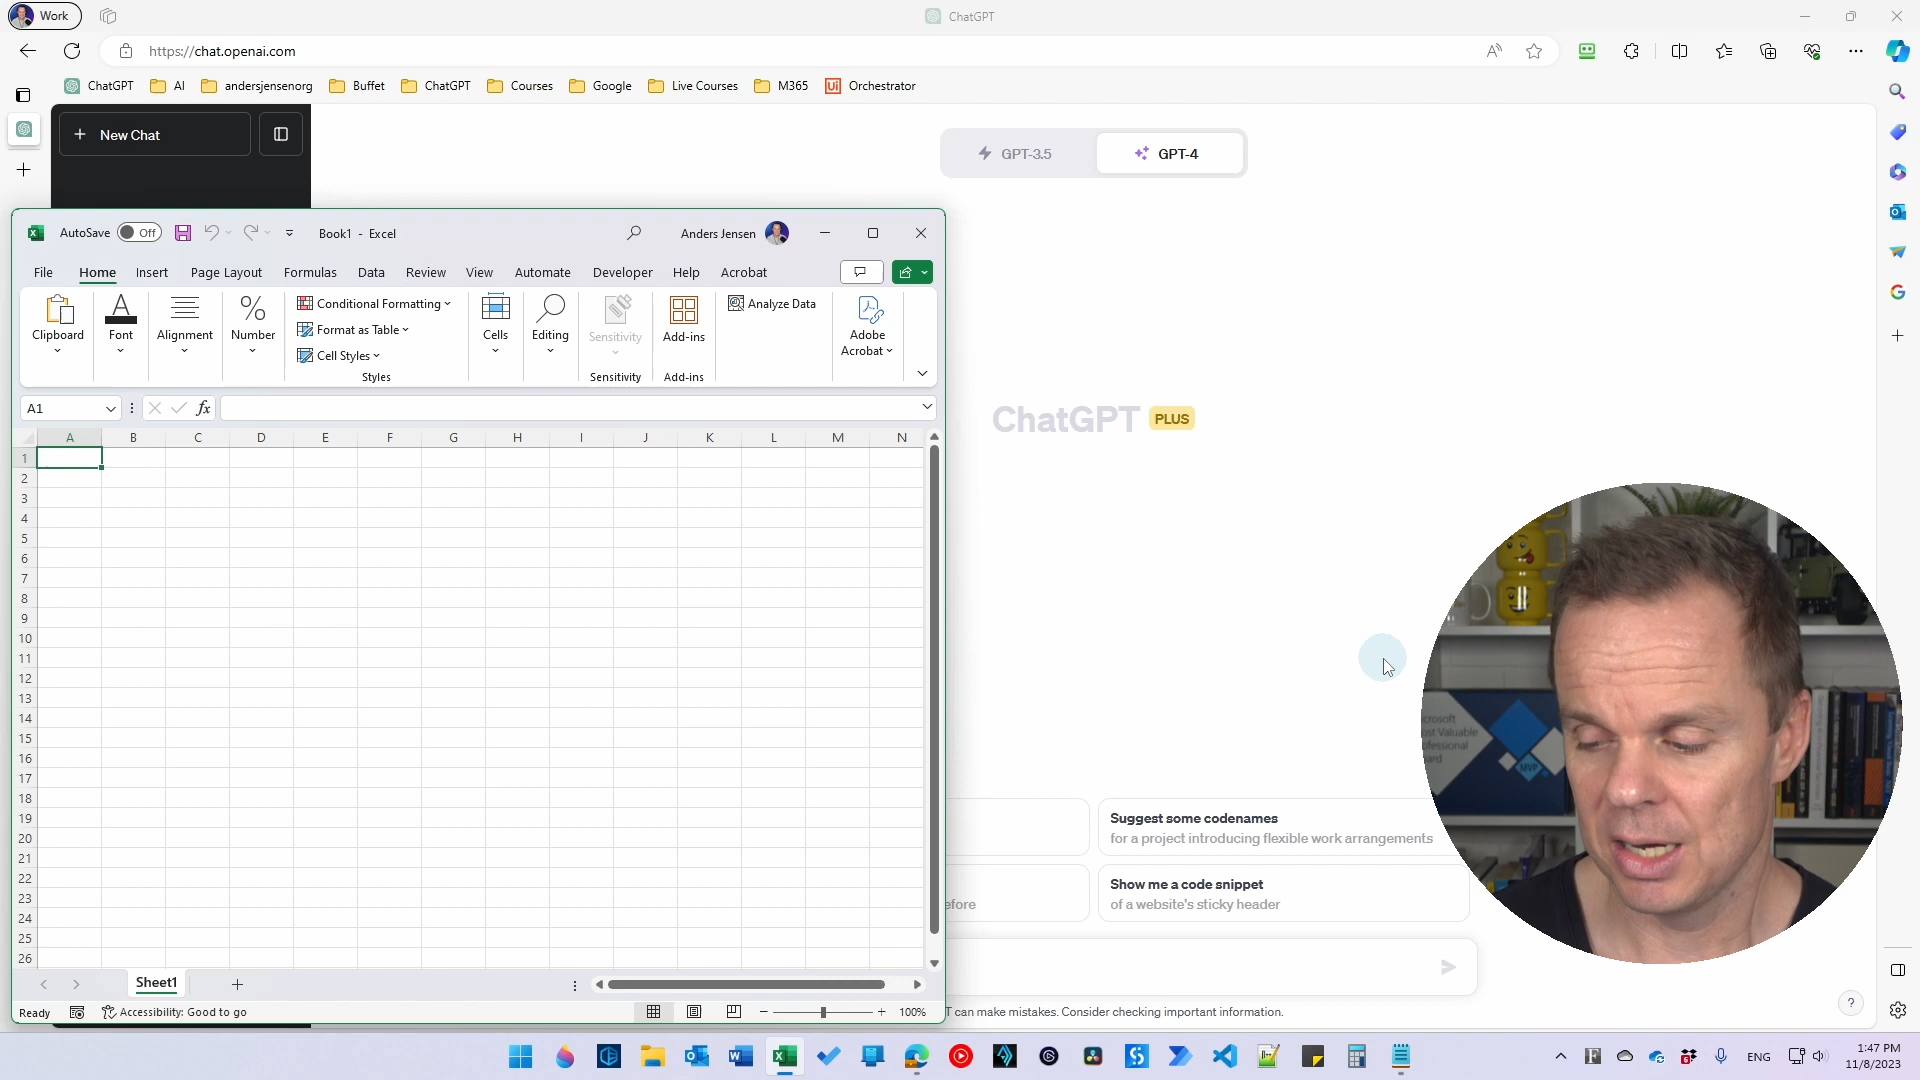 Work
ChatGPT
https://chat.openai.com
ChatGPT
AI
andersjensenorg
Buffet
ChatGPT
Courses
Google
Live Courses
M365
Orchestrator
New Chat
GPT-3.5
GPT-4
AutoSave
Off
Book1 - Excel
Anders Jensen
File
Home
Insert
Page Layout
Formulas
Data
Review
View
Automate
Developer
Help
Acrobat
Clipboard
Font
Alignment
Number
Conditional Formatting
Format as Table
Cell Styles
Styles
Cells
Editing
Sensitivity
Sensitivity
Add-ins
Add-ins
Analyze Data
Adobe
Acrobat
A1
fx
A B C D E F G H I J K L M N
1
2
3
4
5
6
7
8
9
10
11
12
13
14
15
16
17
18
19
20
21
22
23
24
25
26
Sheet1
Ready
Accessibility: Good to go
100%
ChatGPT PLUS
Suggest some codenames
for a project introducing flexible work arrangements
efore
Show me a code snippet
of a website's sticky header
T can make mistakes. Consider checking important information.
?
crosoft
ost Valuable
ofessional
ard
MVP
ENG
1:47 PM
11/8/2023